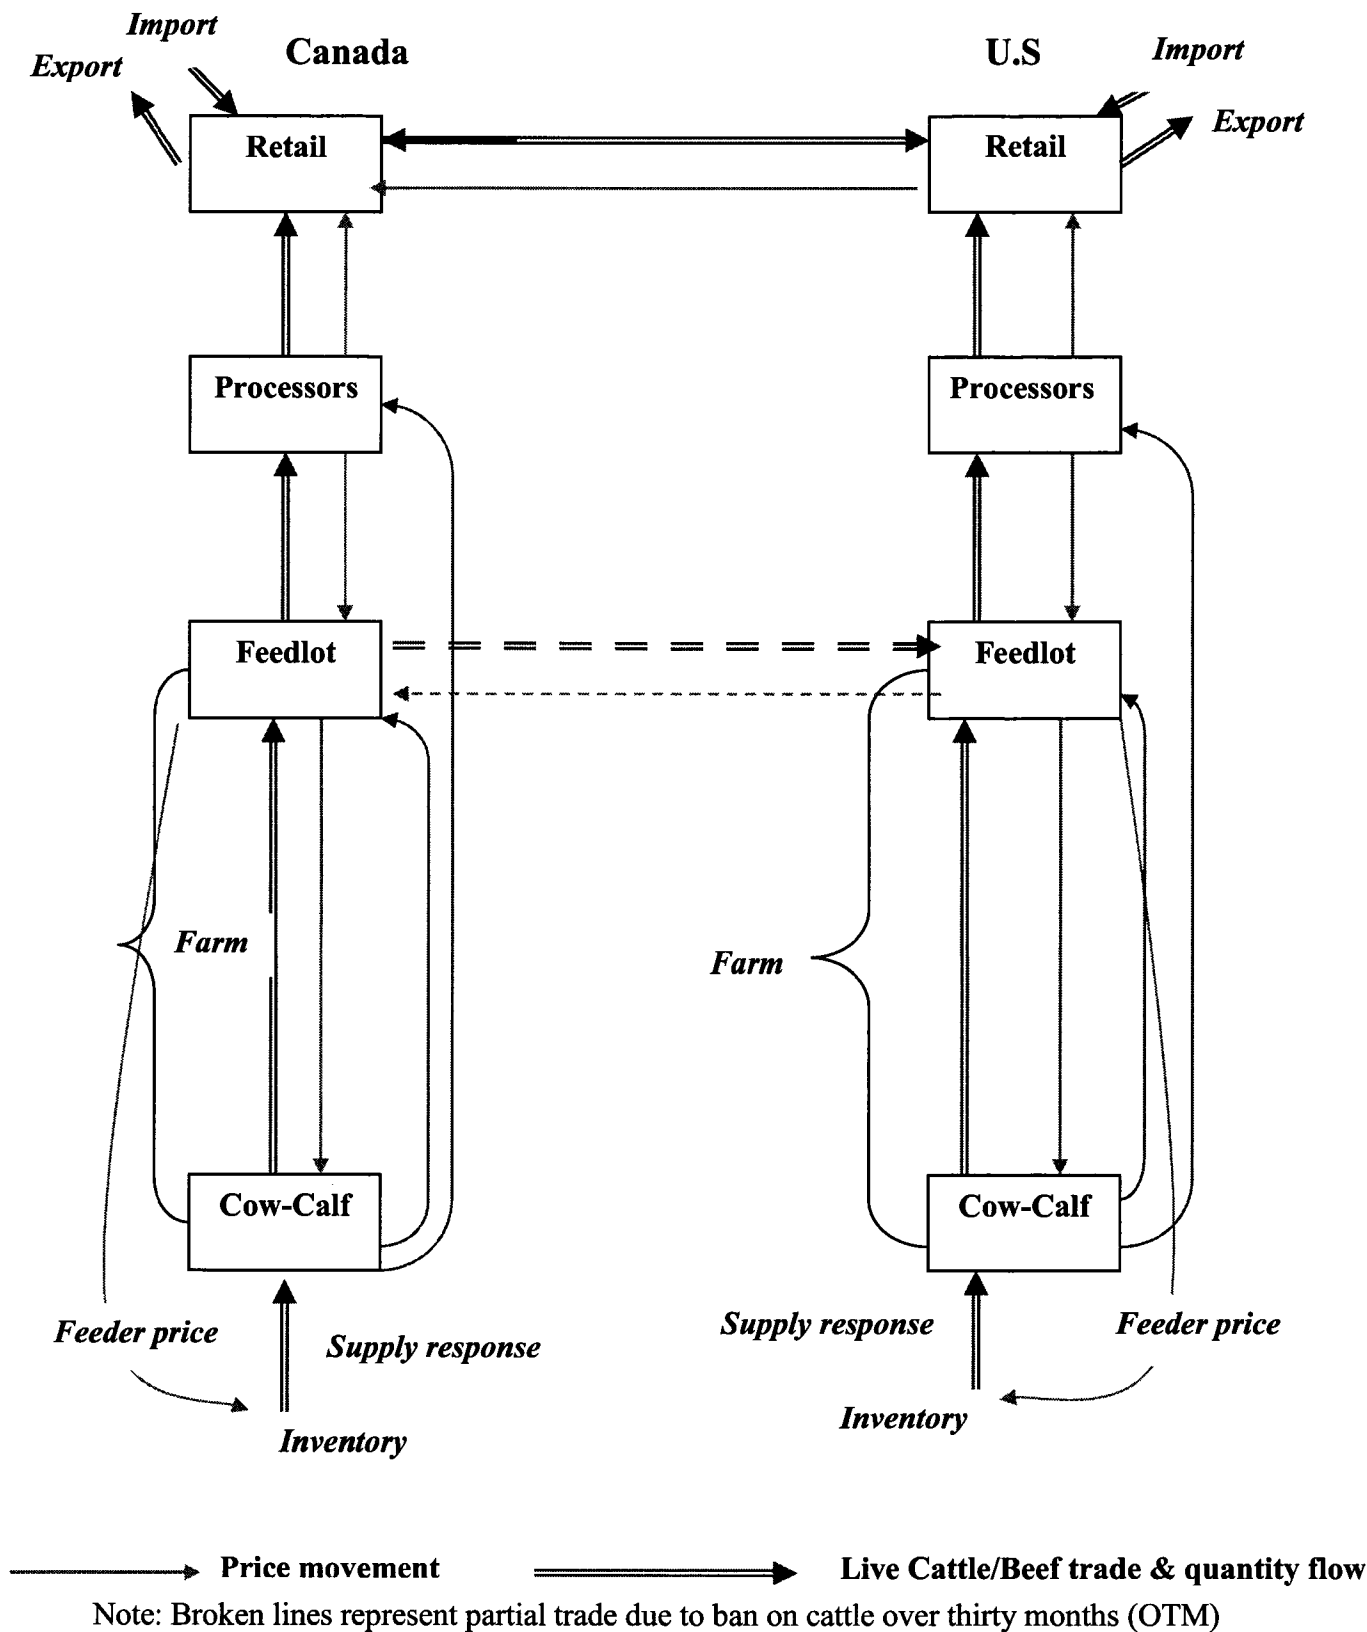 Import
Canada
U.S
Import
Export
Export
Retail
Retail
Processors
Processors
Feedlot
Feedlot
Farm
Farm
Cow-Calf
Cow-Calf
Feeder price
Supply response
Supply response
Feeder price
Inventory
Inventory
Price movement
Live Cattle/Beef trade & quantity flow
Note: Broken lines represent partial trade due to ban on cattle over thirty months (OTM)